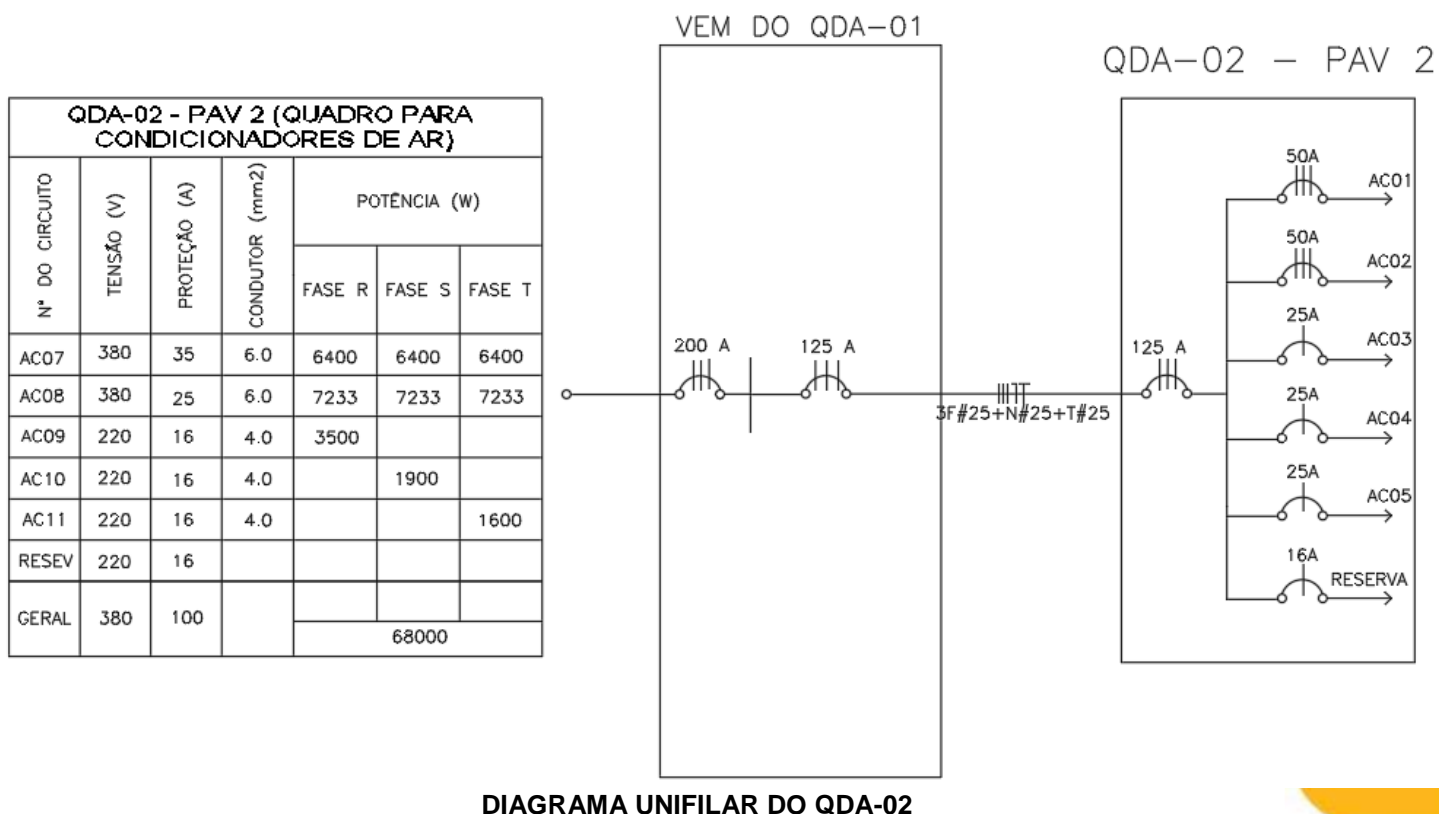 VEM DO QDA-01
QDA-02 - PAV 2
QDA-02 - PAV 2 (QUADRO PARA
CONDICIONADORES DE AR)
Nº DO CIRCUITO
TENSÃO (V)
PROTEÇÃO (A)
CONDUTOR (mm2)
POTÊNCIA (W)
FASE R FASE S FASE T
AC07 380 35 6.0 6400 6400 6400
AC08 380 25 6.0 7233 7233 7233
AC09 220 16 4.0 3500
AC10 220 16 4.0 1900
AC11 220 16 4.0 1600
RESEV 220 16
GERAL 380 100
68000
200 A
125 A
3F#25+N#25+T#25
125 A
50A
AC01
50A
AC02
25A
AC03
25A
AC04
25A
AC05
16A
RESERVA
DIAGRAMA UNIFILAR DO QDA-02